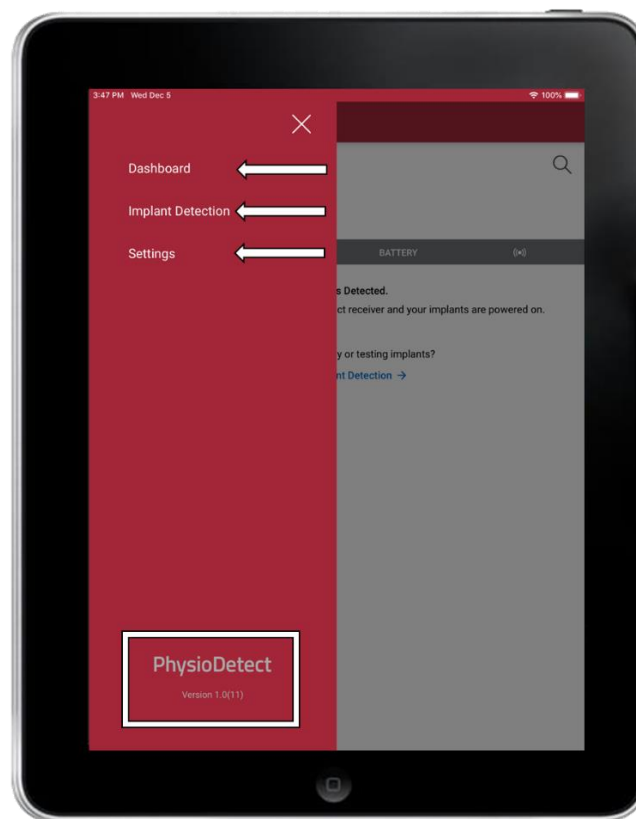 3:47 PM Wed Dec 5
100%
Dashboard
Implant Detection
Settings
BATTERY
s Detected.
ct receiver and your implants are powered on.
y or testing implants?
nt Detection →
PhysioDetect
Version 1.0(11)